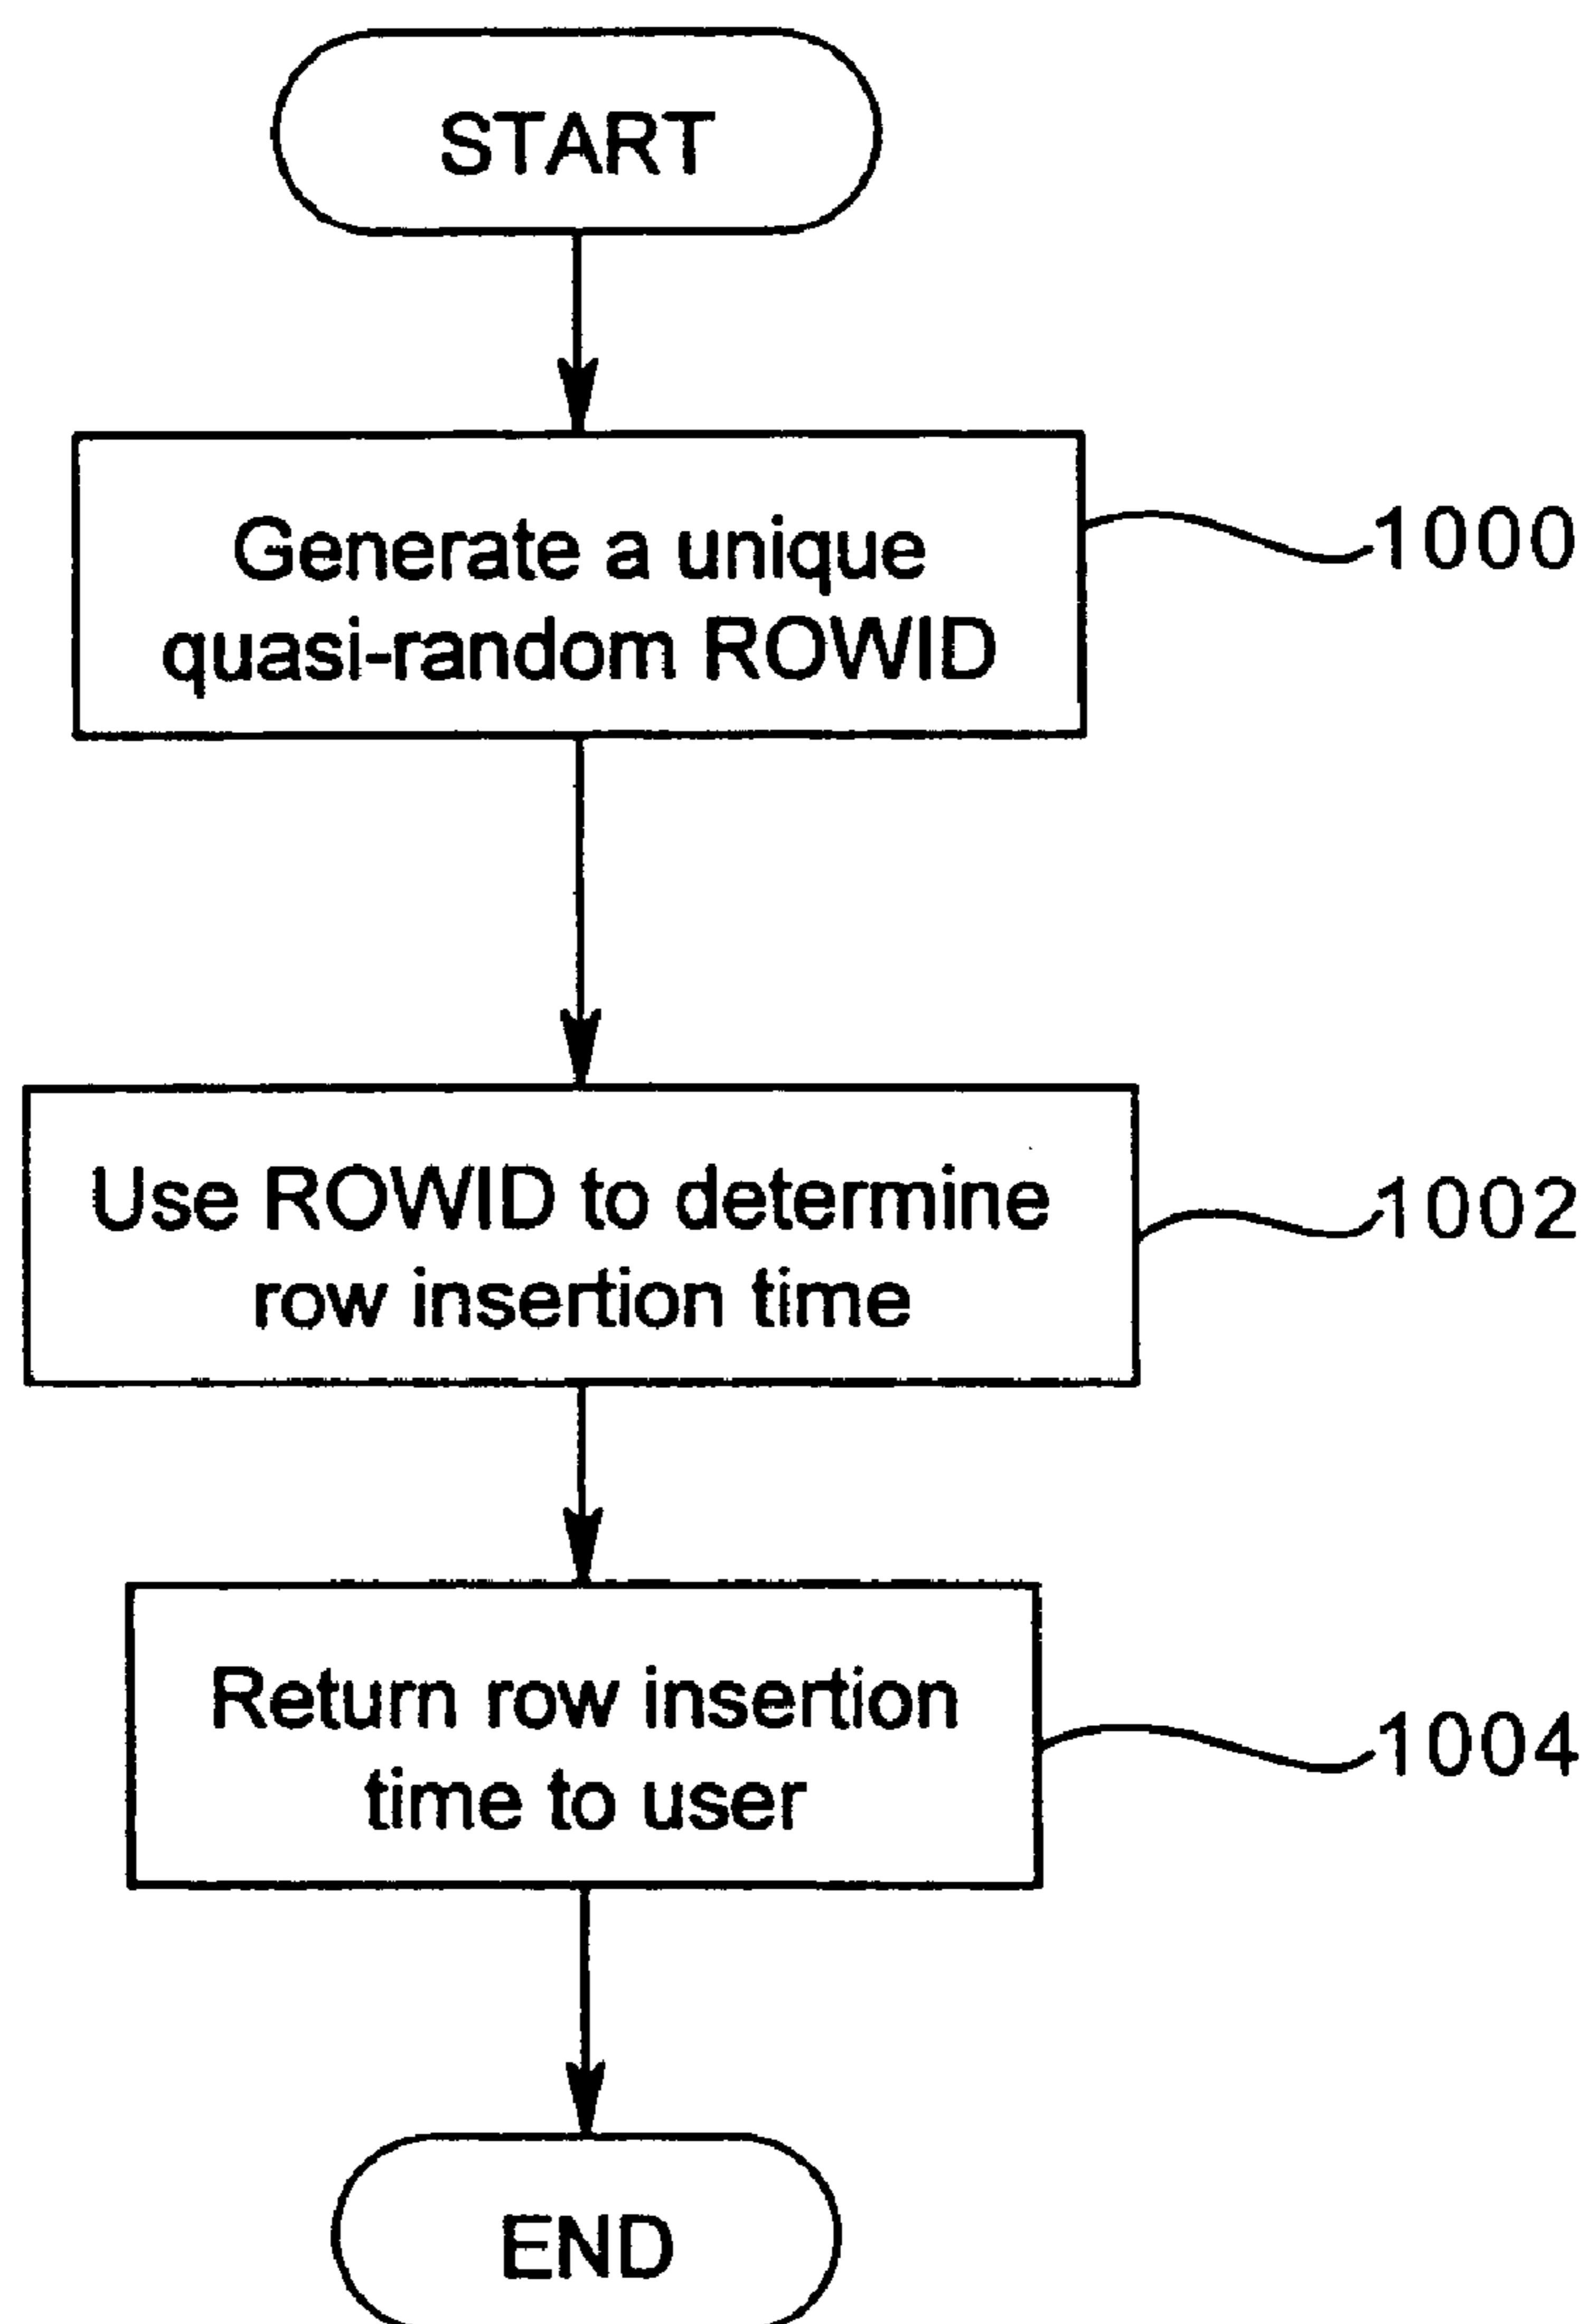 START
Generate a unique
quasi-random ROWID
1000
Use ROWID to determine
row insertion time
1002
Return row insertion
time to user
1004
END